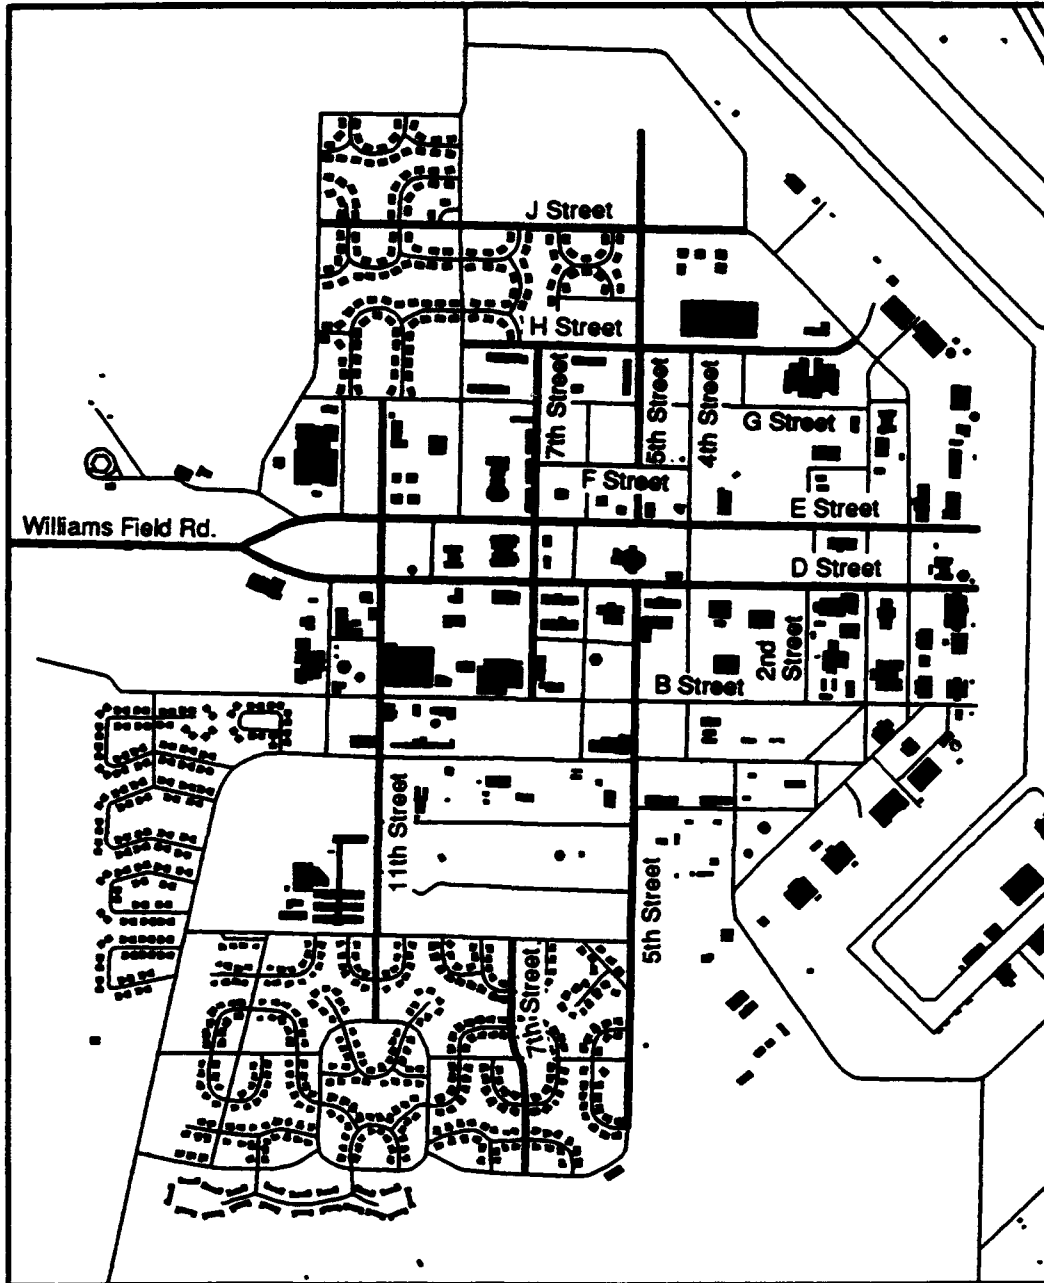 J Street
H Street
7th Street
5th Street
4th Street
G Street
F Street
E Street
Williams Field Rd.
D Street
2nd
Street
B Street
11th Street
5th Street
7th Street